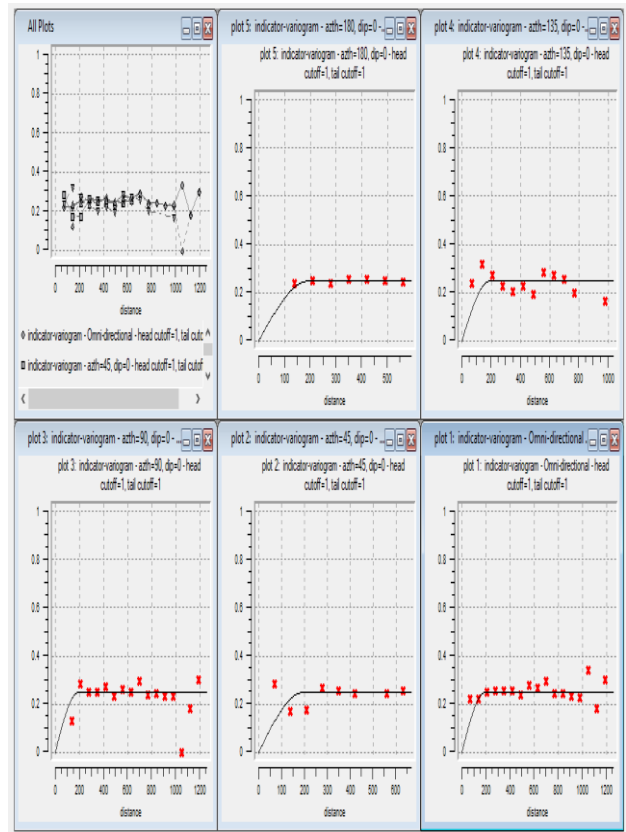 All Plots
1
0.8
0.6
0.4
0.2
0
0 200 400 600 800 1000 1200
distance
indicator-variogram - Omni-directional - head cutoff=1, tail cutc
indicator-variogram - azth=45, dip=0 - head cutoff=1, tail cutof
plot 5: indicator-variogram - azth=180, dip=0 -...
plot 5: indicator-variogram - azth=180, dip=0 - head
cutoff=1, tail cutoff=1
1
0.8
0.6
0.4
0.2
0
0 100 200 300 400 500
distance
plot 4: indicator-variogram - azth=135, dip=0 -...
plot 4: indicator-variogram - azth=135, dip=0 - head
cutoff=1, tail cutoff=1
1
0.8
0.6
0.4
0.2
0
0 200 400 600 800 1000
distance
plot 3: indicator-variogram - azth=90, dip=0 - ...
plot 3: indicator-variogram - azth=90, dip=0 - head
cutoff=1, tail cutoff=1
1
0.8
0.6
0.4
0.2
0
0 200 400 600 800 1000 1200
distance
plot 2: indicator-variogram - azth=45, dip=0 - ...
plot 2: indicator-variogram - azth=45, dip=0 - head
cutoff=1, tail cutoff=1
1
0.8
0.6
0.4
0.2
0
0 100 200 300 400 500 600
distance
plot 1: indicator-variogram - Omni-directional ...
plot 1: indicator-variogram - Omni-directional - head
cutoff=1, tail cutoff=1
1
0.8
0.6
0.4
0.2
0
0 200 400 600 800 1000 1200
distance